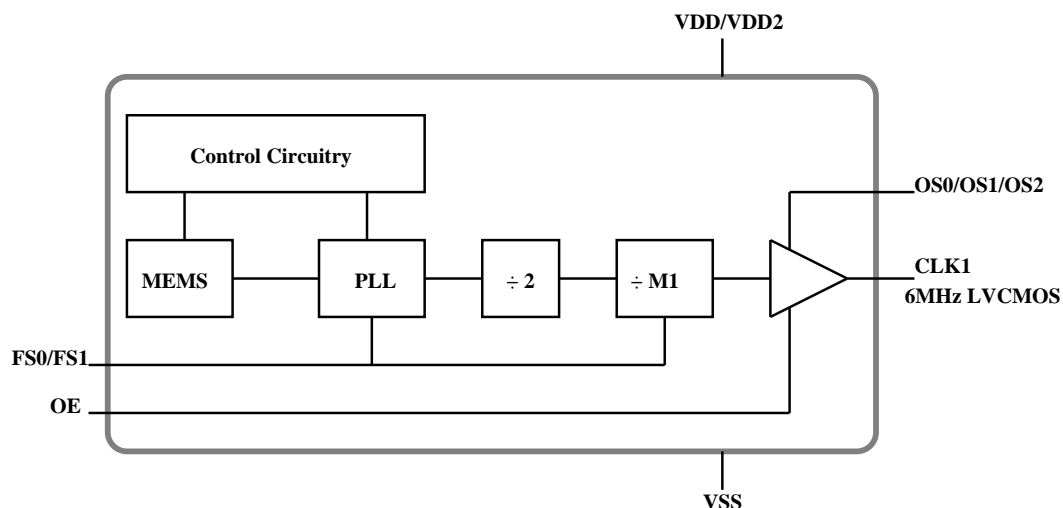 VDD/VDD2
Control Circuitry
OS0/OS1/OS2
MEMS
PLL
÷ 2
÷ M1
CLK1
6MHz LVCMOS
FS0/FS1
OE
VSS